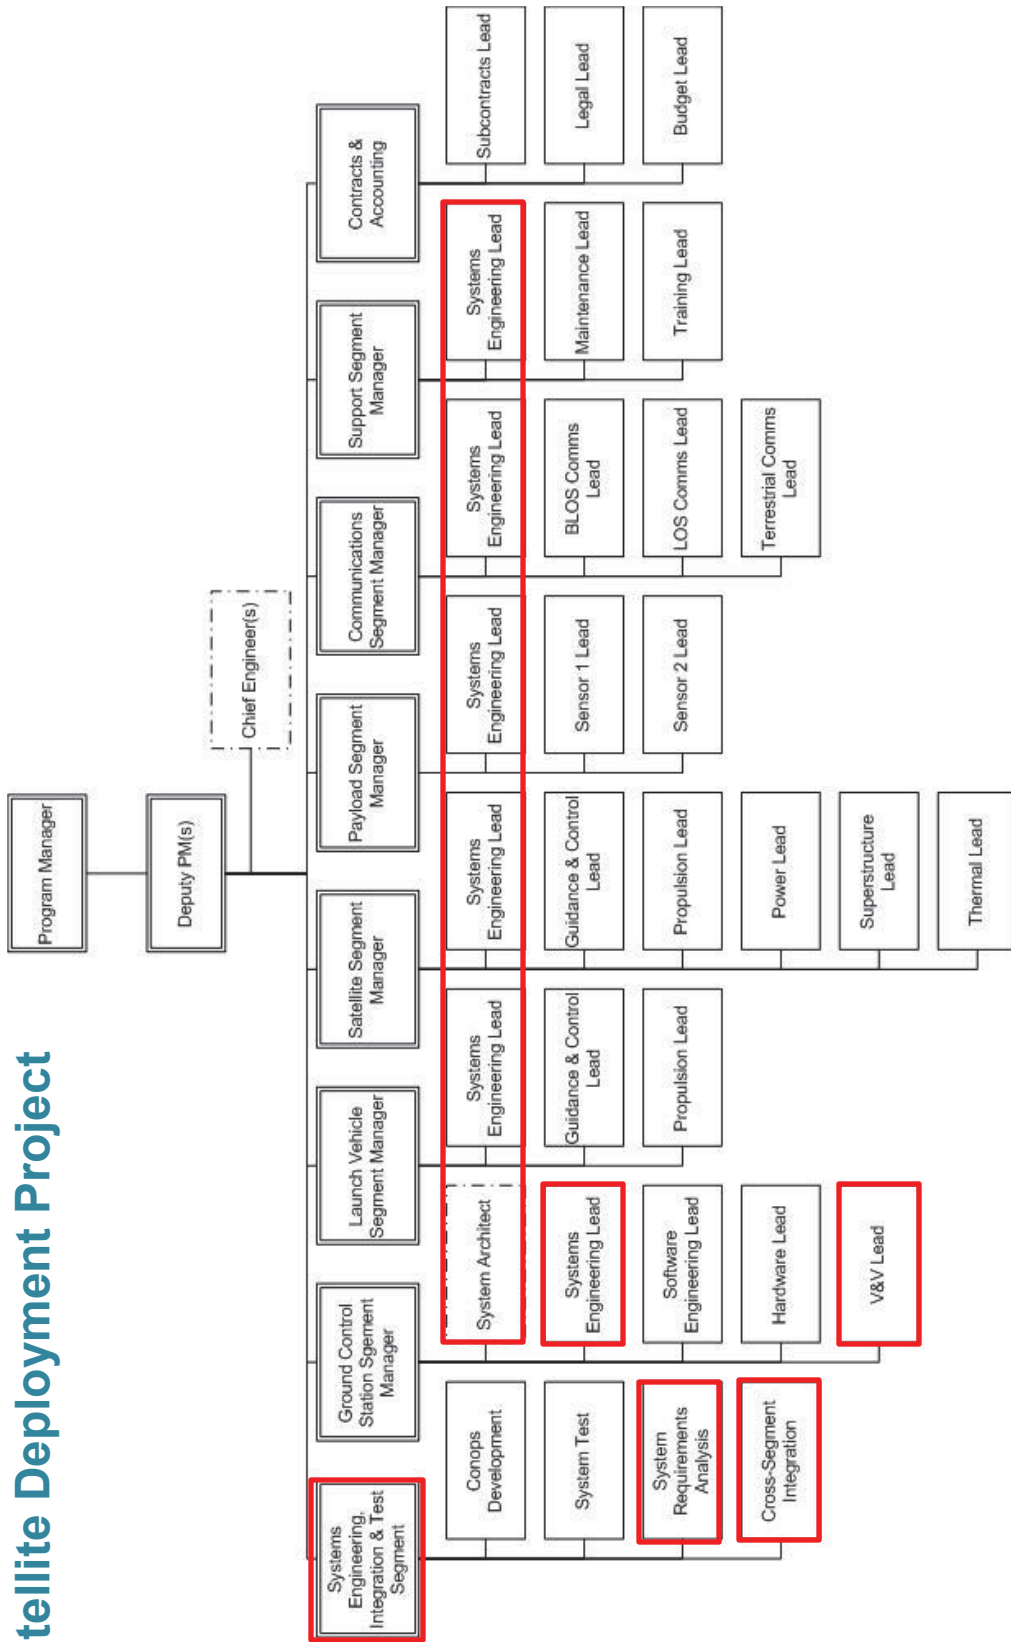 tellite Deployment Project
Program Manager
Deputy PM(s)
Chief Engineer(s)
Systems
Engineering,
Integration & Test
Segment
Conops
Development
System Test
System
Requirements
Analysis
Cross-Segment
Integration
Ground Control
Station Sgement
Manager
System Architect
Systems
Engineering Lead
Software
Engineering Lead
Hardware Lead
V&V Lead
Launch Vehicle
Segment Manager
Systems
Engineering Lead
Guidance & Control
Lead
Propulsion Lead
Satellite Segment
Manager
Systems
Engineering Lead
Guidance & Control
Lead
Propulsion Lead
Power Lead
Superstructure
Lead
Thermal Lead
Payload Segment
Manager
Systems
Engineering Lead
Sensor 1 Lead
Sensor 2 Lead
Communications
Segment Manager
Systems
Engineering Lead
BLOS Comms
Lead
LOS Comms Lead
Terrestrial Comms
Lead
Support Segment
Manager
Systems
Engineering Lead
Maintenance Lead
Training Lead
Contracts &
Accounting
Subcontracts Lead
Legal Lead
Budget Lead